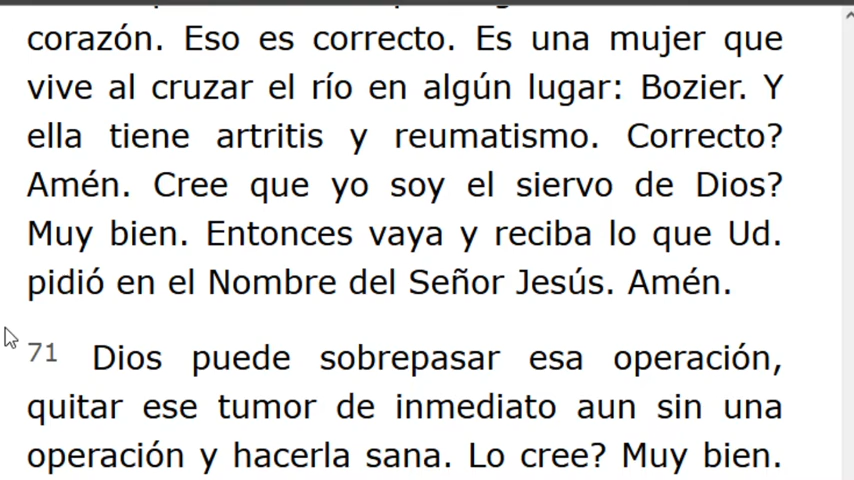 corazón. Eso es correcto. Es una mujer que
vive al cruzar el río en algún lugar: Bozier. Y
ella tiene artritis y reumatismo. Correcto?
Amén. Cree que yo soy el siervo de Dios?
Muy bien. Entonces vaya y reciba lo que Ud.
pidió en el Nombre del Señor Jesús. Amén.
71 Dios puede sobrepasar esa operación,
quitar ese tumor de inmediato aun sin una
operación y hacerla sana. Lo cree? Muy bien.